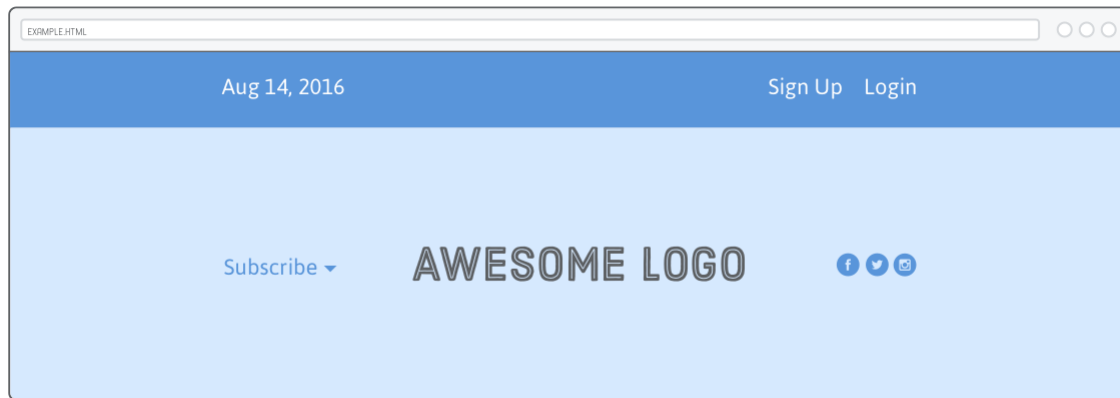 EXAMPLE.HTML
Aug 14, 2016 Sign Up Login
Subscribe AWESOME LOGO f